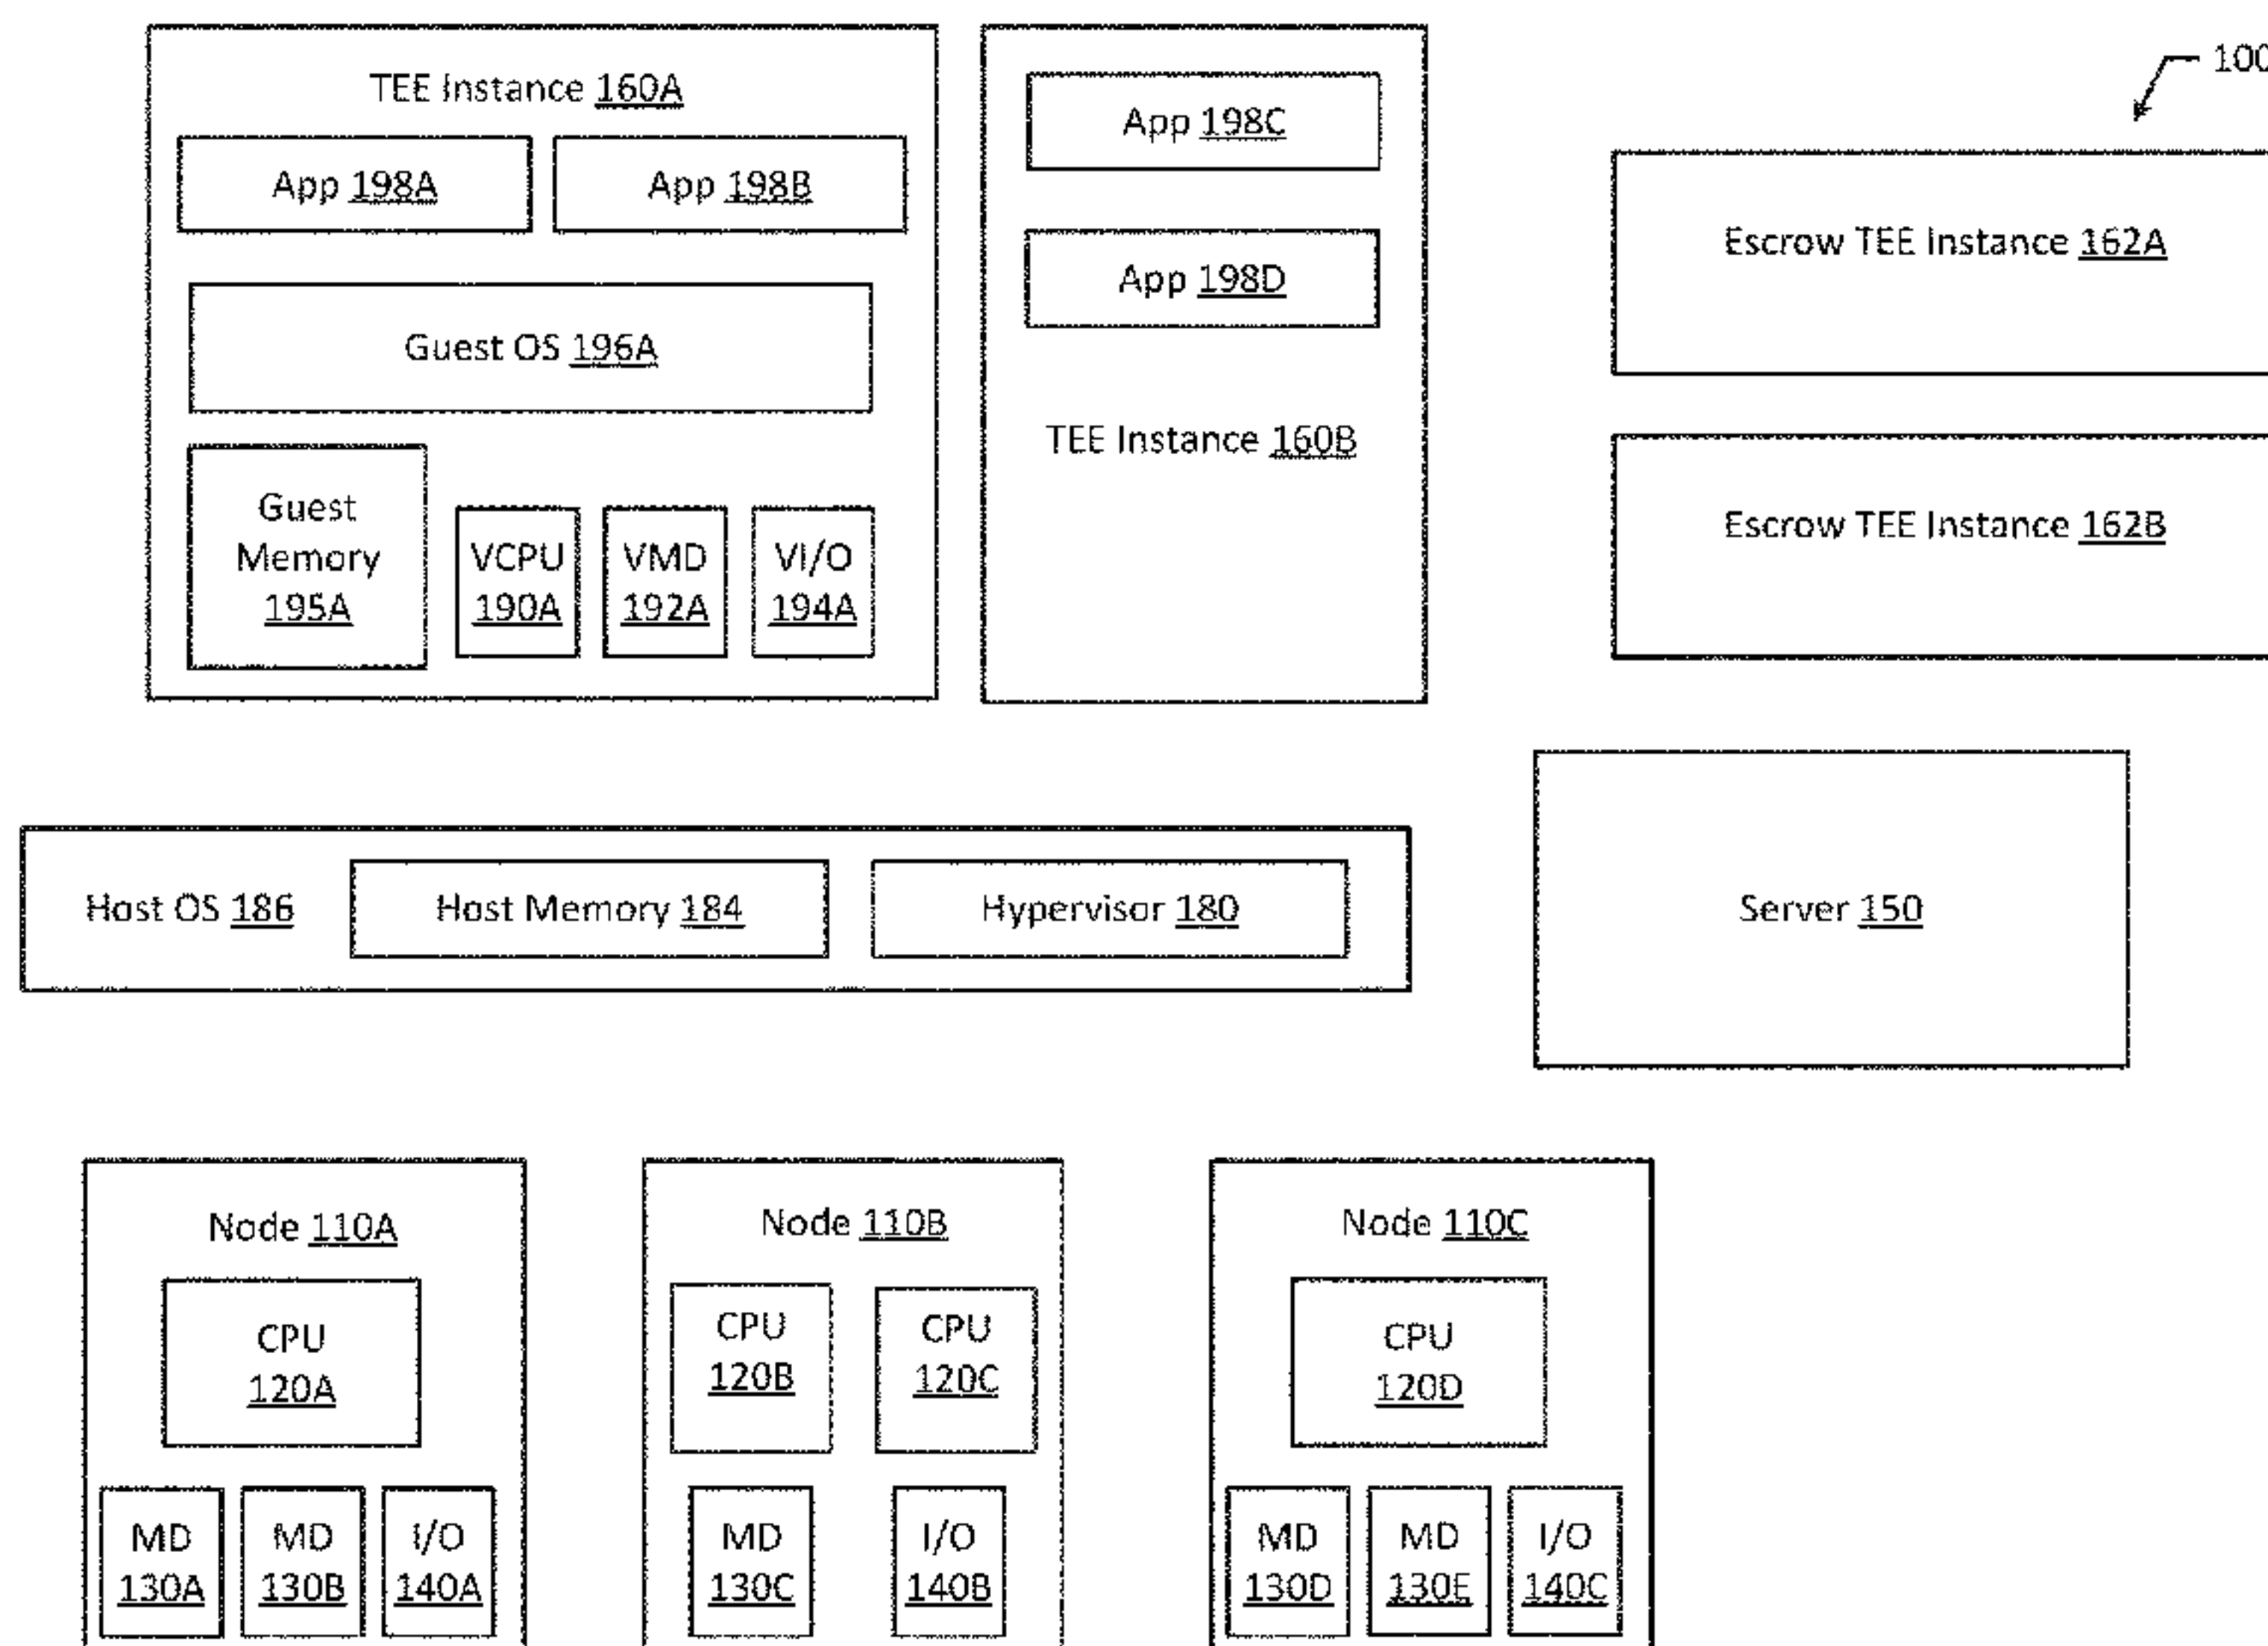 100
TEE Instance 160A
App 198A
App 198B
Guest OS 196A
Guest
Memory
195A
VCPU
190A
VMD
192A
VI/O
194A
App 198C
App 198D
TEE Instance 160B
Escrow TEE Instance 162A
Escrow TEE Instance 162B
Host OS 186
Host Memory 184
Hypervisor 180
Server 150
Node 110A
CPU
120A
MD
130A
MD
130B
I/O
140A
Node 110B
CPU
120B
CPU
120C
MD
130C
I/O
140B
Node 110C
CPU
120D
MD
130D
MD
130E
I/O
140C